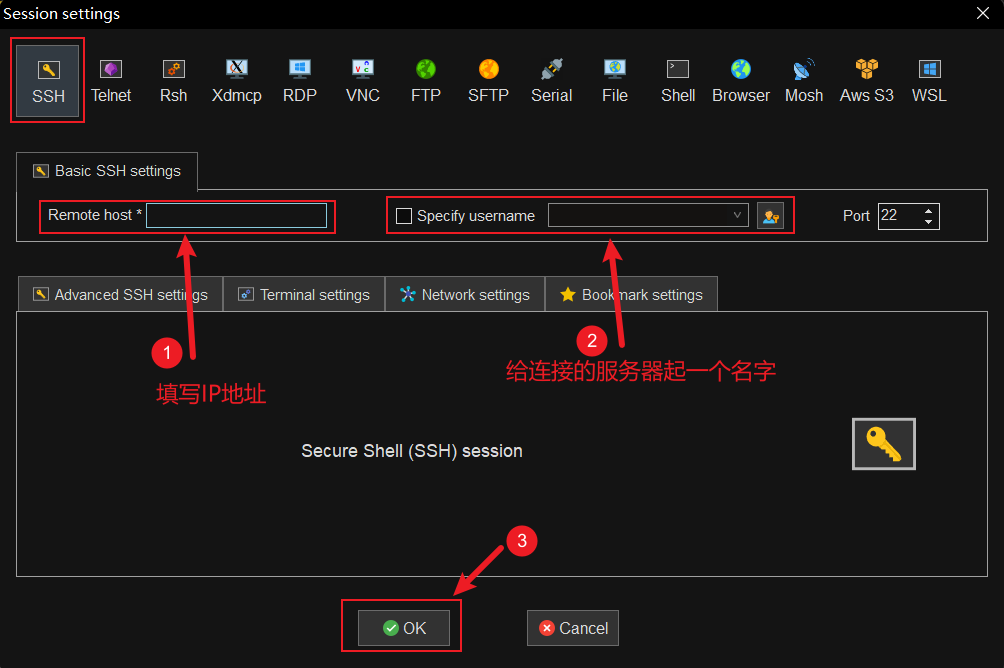 Session settings
SSH Telnet Rsh Xdmcp RDP VNC FTP SFTP Serial File Shell Browser Mosh Aws S3 WSL
Basic SSH settings
Remote host * Specify username Port 22
Advanced SSH settings Terminal settings Network settings Bookmark settings
1 2
填写IP地址 给连接的服务器起一个名字
Secure Shell (SSH) session
3
OK Cancel